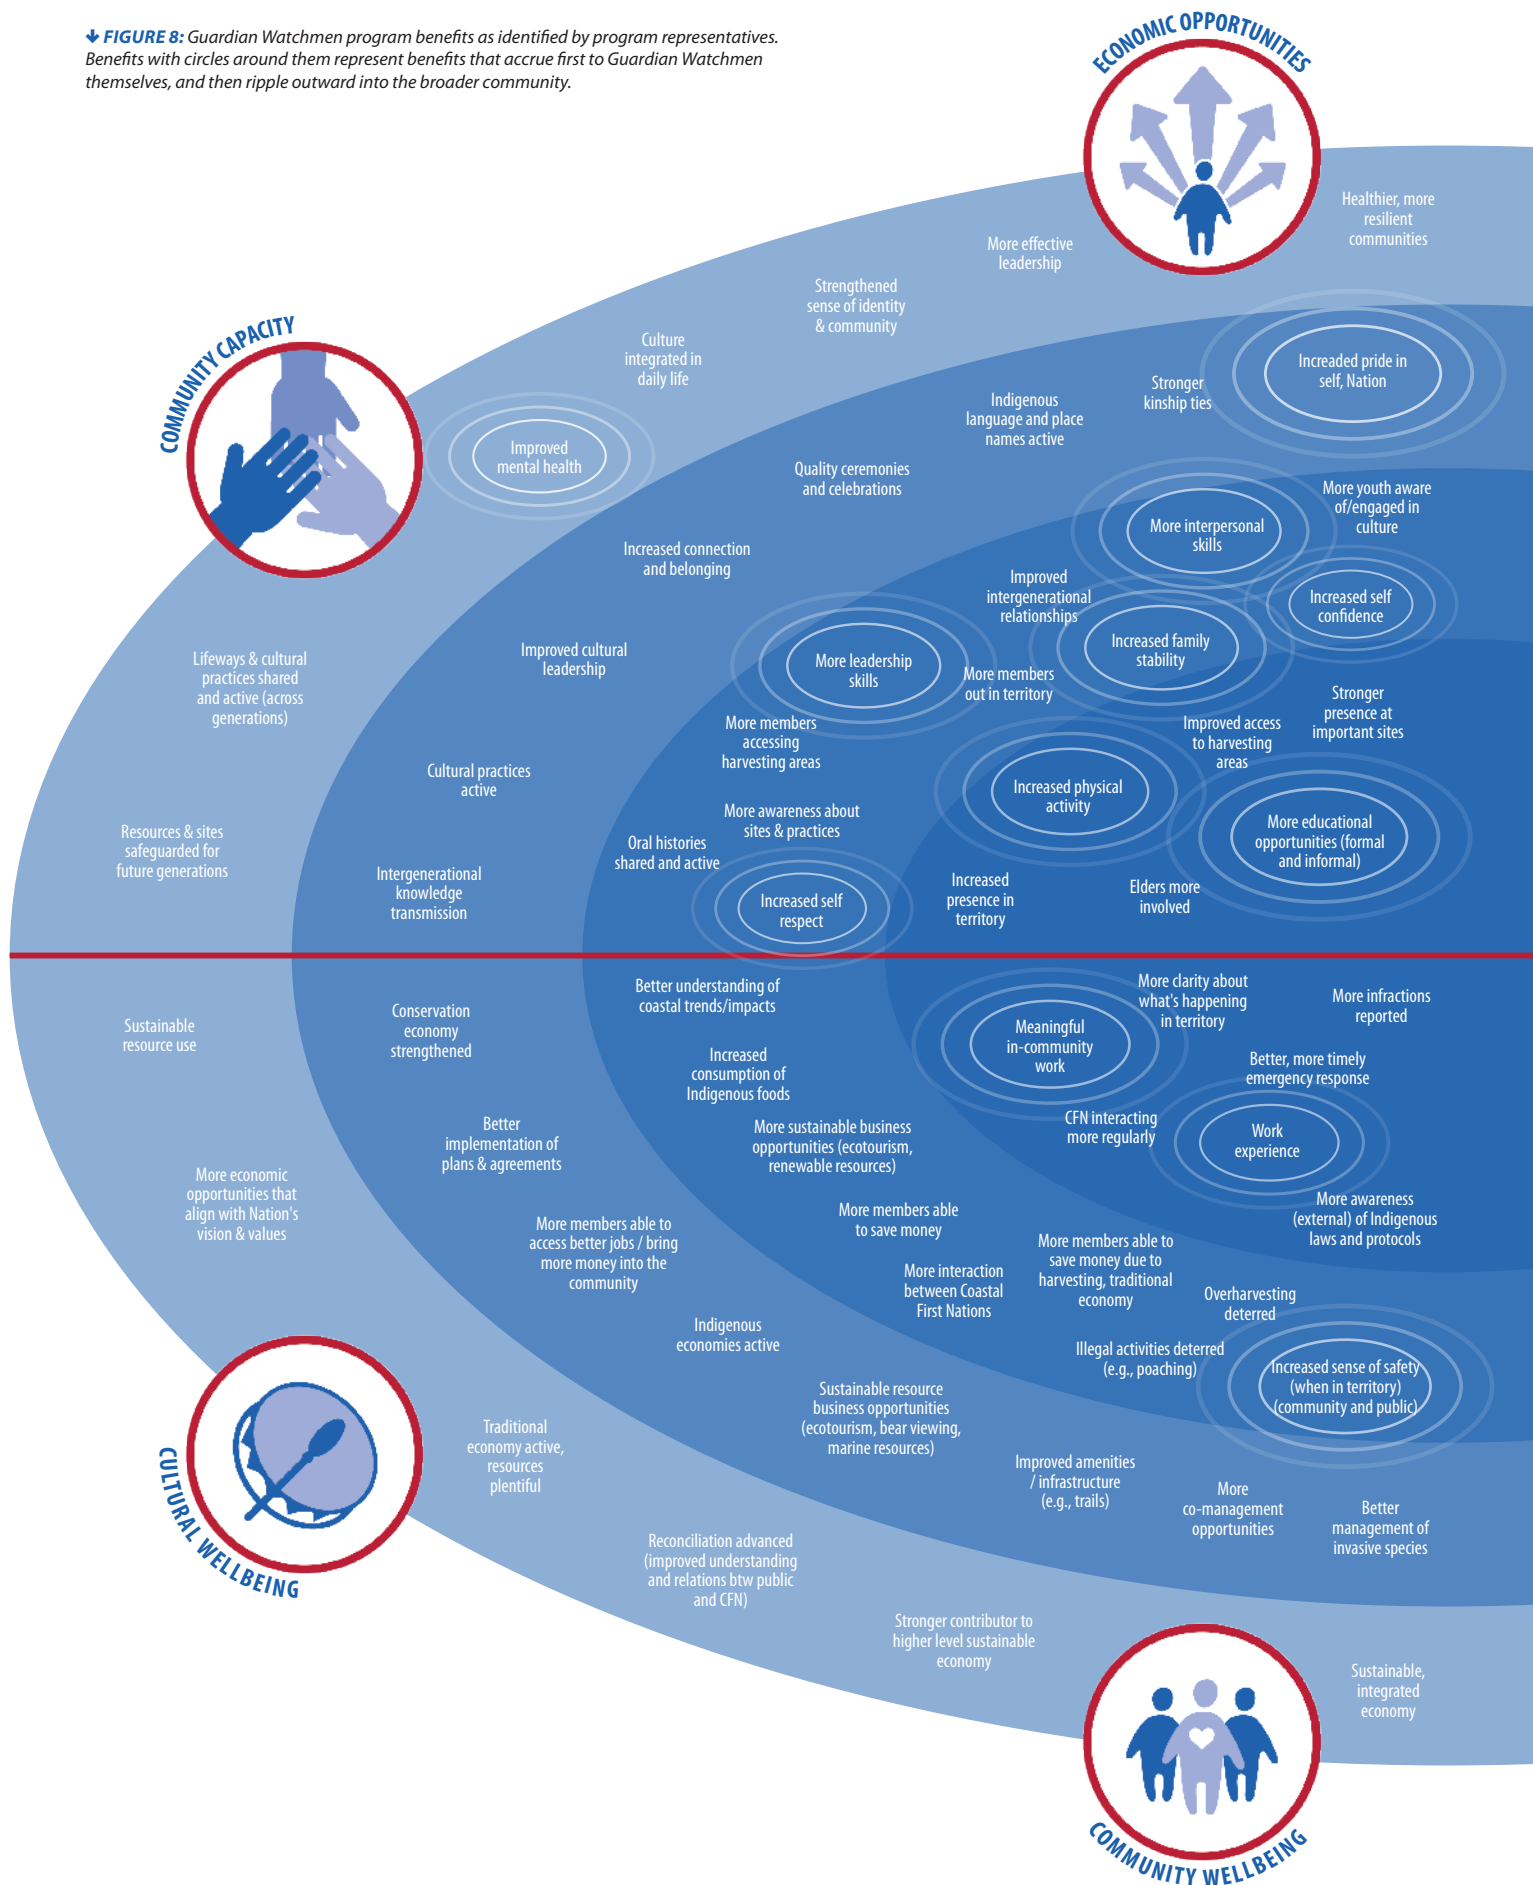 FIGURE 8: Guardian Watchmen program benefits as identified by program representatives.
Benefits with circles around them represent benefits that accrue first to Guardian Watchmen
themselves, and then ripple outward into the broader community.
ECONOMIC OPPORTUNITIES
Healthier, more
resilient
communities
More effective
leadership
Strengthened
sense of identity
& community
Culture
integrated in
daily life
COMMUNITY CAPACITY
Improved
mental health
Increaded pride in
self, Nation
Stronger
kinship ties
Indigenous
language and place
names active
Quality ceremonies
and celebrations
More youth aware
of/engaged in
culture
More interpersonal
skills
Increased connection
and belonging
Improved
intergenerational
relationships
Increased self
confidence
Increased family
stability
Improved cultural
leadership
More leadership
skills
More members
out in territory
Lifeways & cultural
practices shared
and active (across
generations)
Stronger
presence at
important sites
More members
accessing
harvesting areas
Improved access
to harvesting
areas
Cultural practices
active
Increased physical
activity
More awareness about
sites & practices
More educational
opportunities (formal
and informal)
Resources & sites
safeguarded for
future generations
Oral histories
shared and active
Intergenerational
knowledge
transmission
Increased self
respect
Increased
presence in
territory
Elders more
involved
Better understanding of
coastal trends/impacts
More clarity about
what's happening
in territory
More infractions
reported
Sustainable
resource use
Conservation
economy
strengthened
Meaningful
in-community
work
Increased
consumption of
Indigenous foods
Better, more timely
emergency response
Better
implementation of
plans & agreements
More sustainable business
opportunities (ecotourism,
renewable resources)
CFN interacting
more regularly
Work
experience
More economic
opportunities that
align with Nation's
vision & values
More awareness
(external) of Indigenous
laws and protocols
More members able to
access better jobs / bring
more money into the
community
More members able
to save money
More members able to
save money due to
harvesting, traditional
economy
More interaction
between Coastal
First Nations
Overharvesting
deterred
Indigenous
economies active
Illegal activities deterred
(e.g., poaching)
Increased sense of safety
(when in territory)
(community and public)
Sustainable resource
business opportunities
(ecotourism, bear viewing,
marine resources)
CULTURAL WELLBEING
Traditional
economy active,
resources
plentiful
Improved amenities
/ infrastructure
(e.g., trails)
More
co-management
opportunities
Better
management of
invasive species
Reconciliation advanced
(improved understanding
and relations btw public
and CFN)
Stronger contributor to
higher level sustainable
economy
Sustainable,
integrated
economy
COMMUNITY WELLBEING